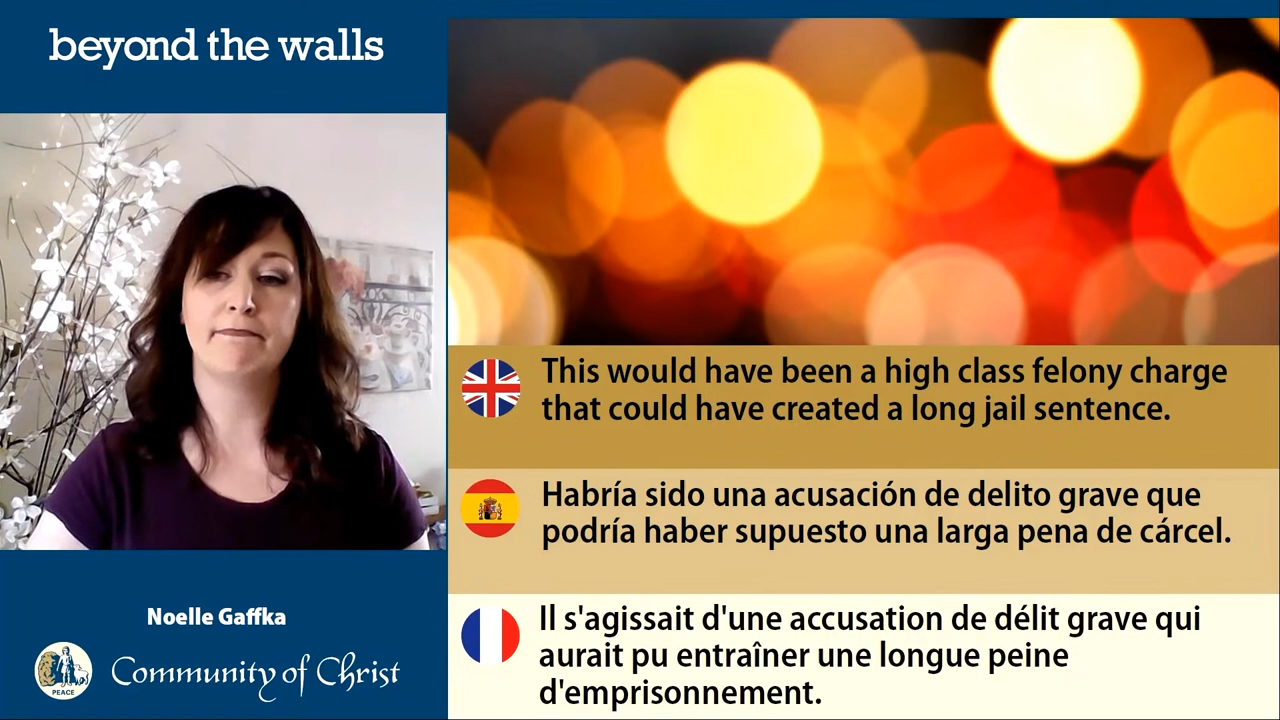 beyond the walls
This would have been a high class felony charge
that could have created a long jail sentence.
Habría sido una acusación de delito grave que
podría haber supuesto una larga pena de cárcel.
Il s'agissait d'une accusation de délit grave qui
aurait pu entraîner une longue peine
d'emprisonnement.
Noelle Gaffka
PEACE
Community of Christ